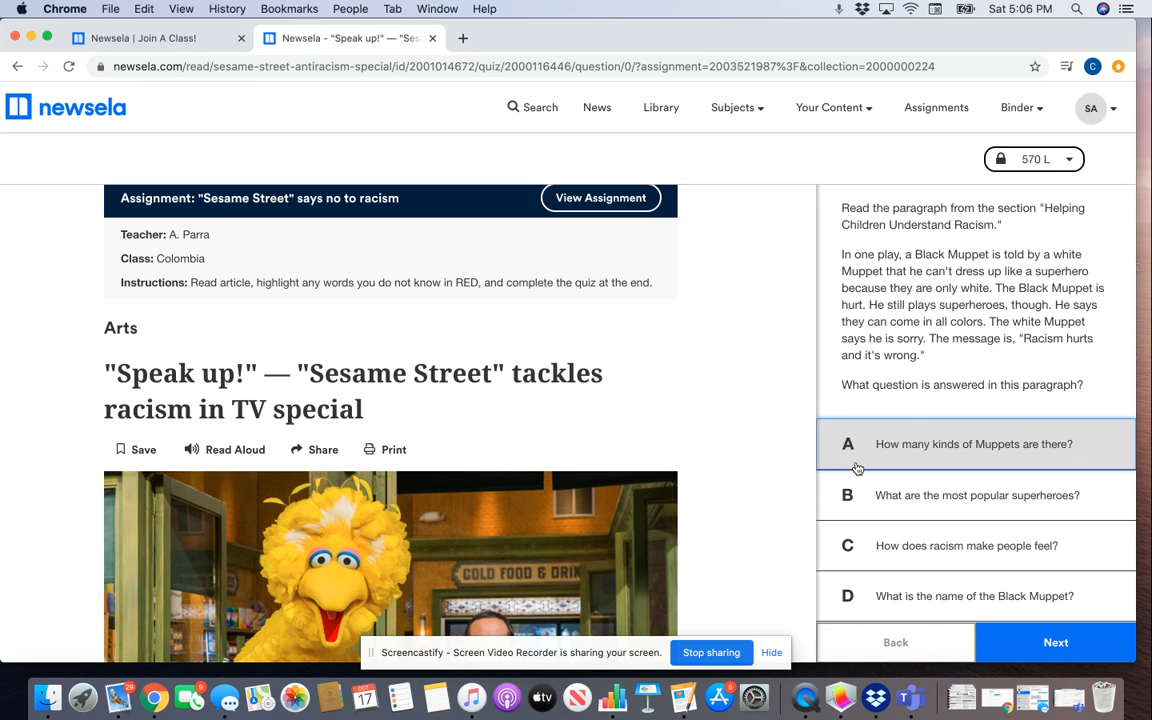 Chrome File Edit View History Bookmarks People Tab Window Help Sat 5:06 PM
Newsela | Join A Class!
Newsela - "Speak up!" — "Ses
newsela.com/read/sesame-street-antiracism-special/id/2001014672/quiz/2000116446/question/0/?assignment=2003521987%3F&collection=2000000224
C
newsela
Search News Library Subjects Your Content Assignments Binder SA
570 L
Assignment: "Sesame Street" says no to racism
View Assignment
Teacher: A. Parra
Class: Colombia
Instructions: Read article, highlight any words you do not know in RED, and complete the quiz at the end.
Arts
"Speak up!" — "Sesame Street" tackles
racism in TV special
Save Read Aloud Share Print
COLD FOOD & DRIN
Read the paragraph from the section "Helping
Children Understand Racism."
In one play, a Black Muppet is told by a white
Muppet that he can't dress up like a superhero
because they are only white. The Black Muppet is
hurt. He still plays superheroes, though. He says
they can come in all colors. The white Muppet
says he is sorry. The message is, "Racism hurts
and it's wrong."
What question is answered in this paragraph?
A How many kinds of Muppets are there?
B What are the most popular superheroes?
C How does racism make people feel?
D What is the name of the Black Muppet?
Back Next
Screencastify - Screen Video Recorder is sharing your screen. Stop sharing Hide
29
9
OCT
17
tv
5